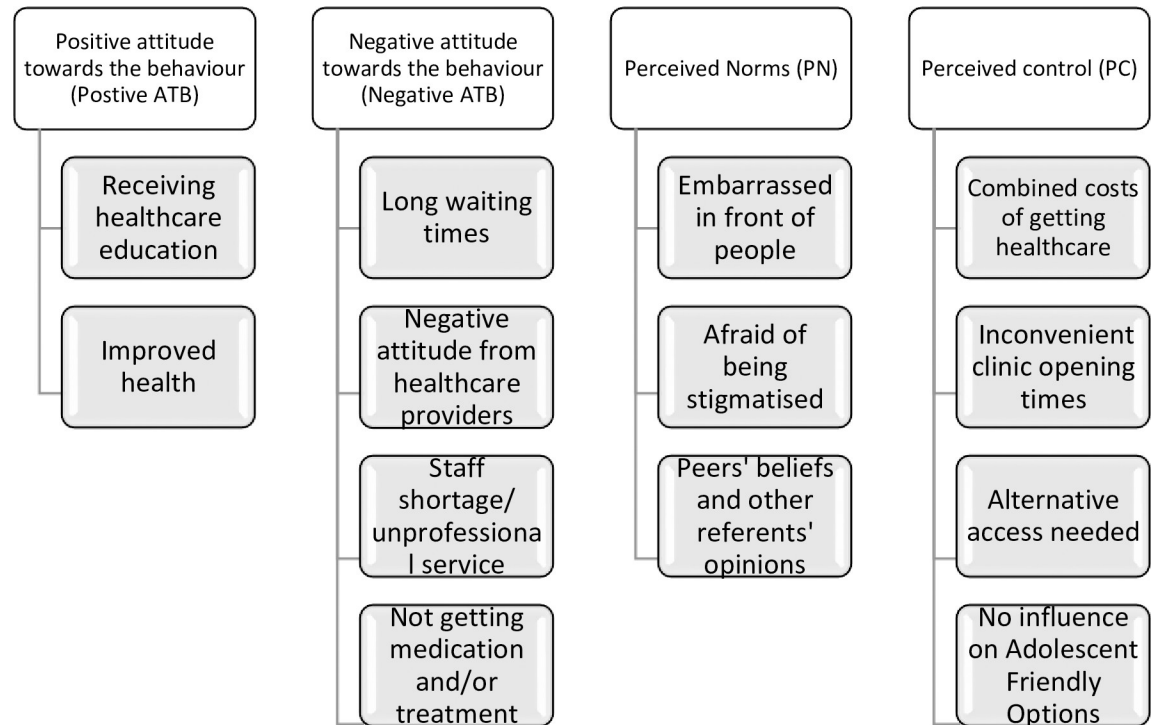 Positive attitude
towards the behaviour
(Postive ATB)
Receiving
healthcare
education
Improved
health
Negative attitude
towards the behaviour
(Negative ATB)
Long waiting
times
Negative
attitude from
healthcare
providers
Staff
shortage/
unprofessiona
l service
Not getting
medication
and/or
treatment
Perceived Norms (PN)
Embarrassed
in front of
people
Afraid of
being
stigmatised
Peers' beliefs
and other
referents'
opinions
Perceived control (PC)
Combined costs
of getting
healthcare
Inconvenient
clinic opening
times
Alternative
access needed
No influence
on Adolescent
Friendly
Options